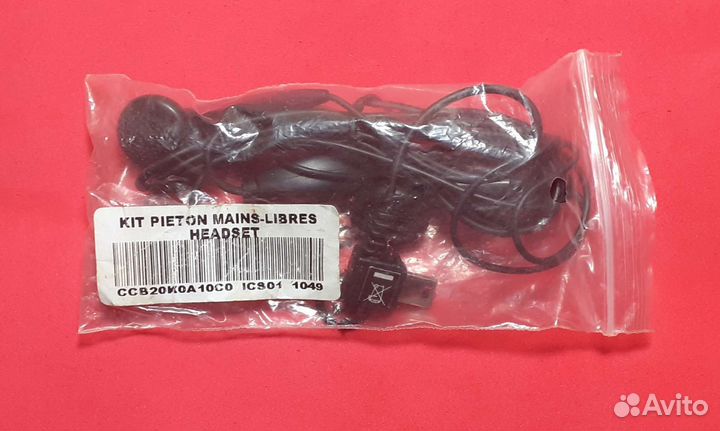 KIT PIETON MAINS-LIBRES
HEADSET
CCB20K0A10C0 ICS01 1049
Avito